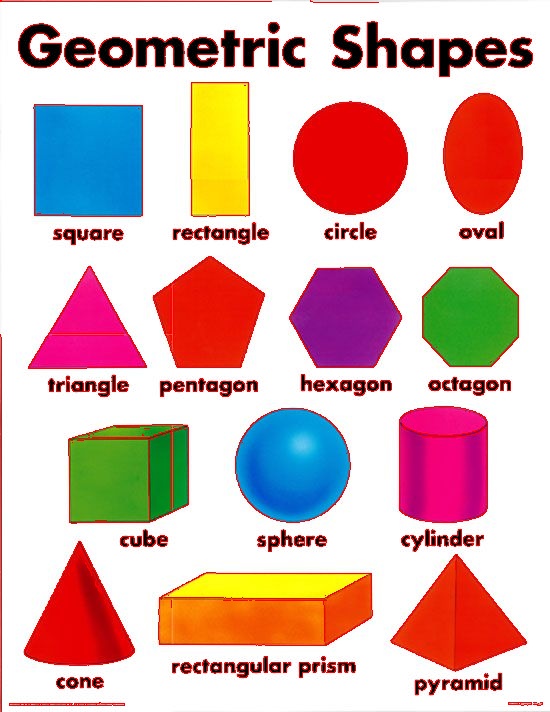 Geometric Shapes
square rectangle circle oval
triangle pentagon hexagon octagon
cube sphere cylinder
cone rectangular prism pyramid